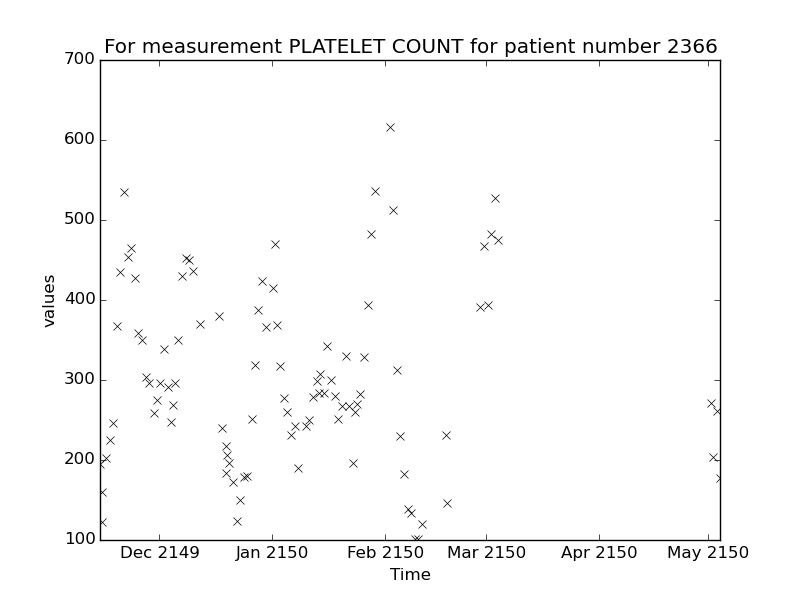 For measurement PLATELET COUNT for patient number 2366
700
600
500
400
300
200
100
values
Dec 2149 Jan 2150 Feb 2150 Mar 2150 Apr 2150 May 2150
Time